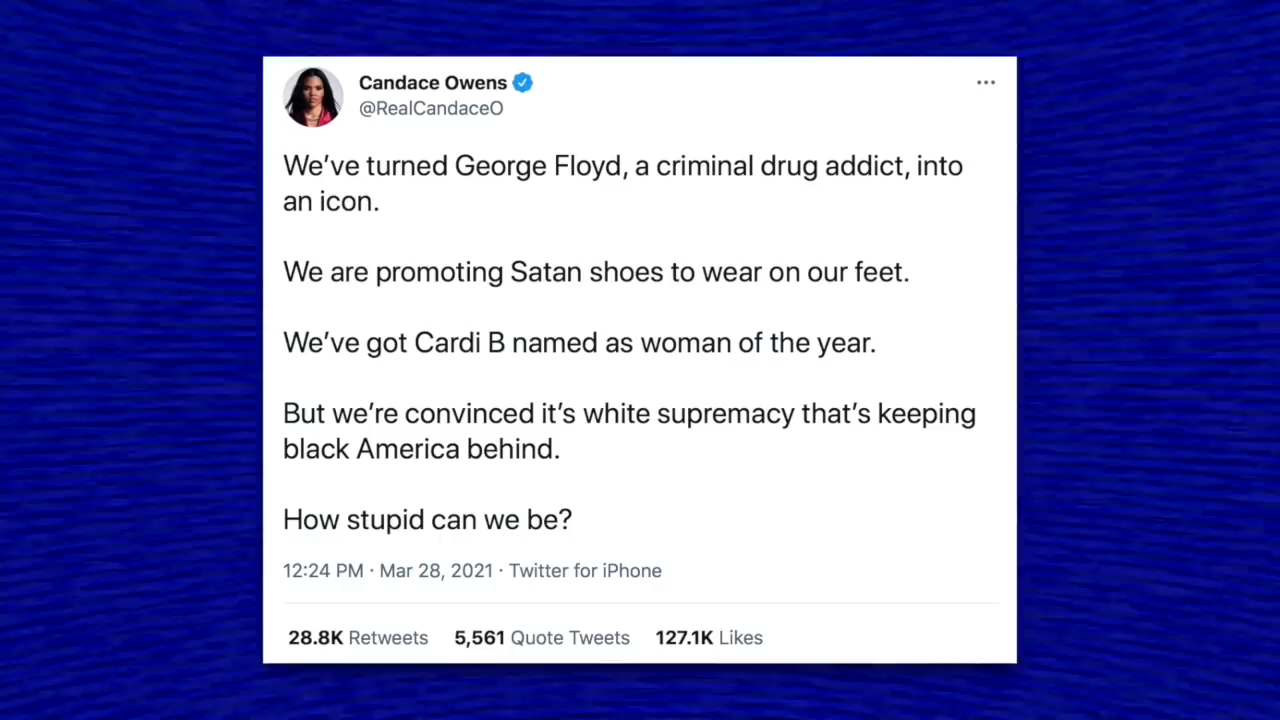 Candace Owens
@RealCandaceO
We’ve turned George Floyd, a criminal drug addict, into
an icon.
We are promoting Satan shoes to wear on our feet.
We’ve got Cardi B named as woman of the year.
But we’re convinced it’s white supremacy that’s keeping
black America behind.
How stupid can we be?
12:24 PM · Mar 28, 2021 · Twitter for iPhone
28.8K Retweets 5,561 Quote Tweets 127.1K Likes